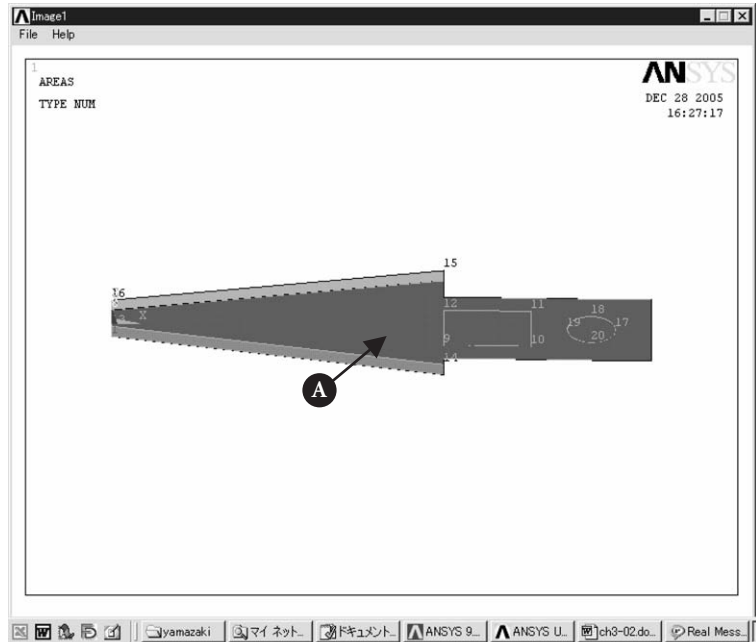 Image1
File Help
1
ANSYS
AREAS
TYPE NUM
DEC 28 2005
16:27:17
15
16
X
12 11
18
19 17
20
9 10
14
A
yamazaki マイ ネット... ドキュメント... ANSYS 9... ANSYS U... ch3-02.do... Real Mess